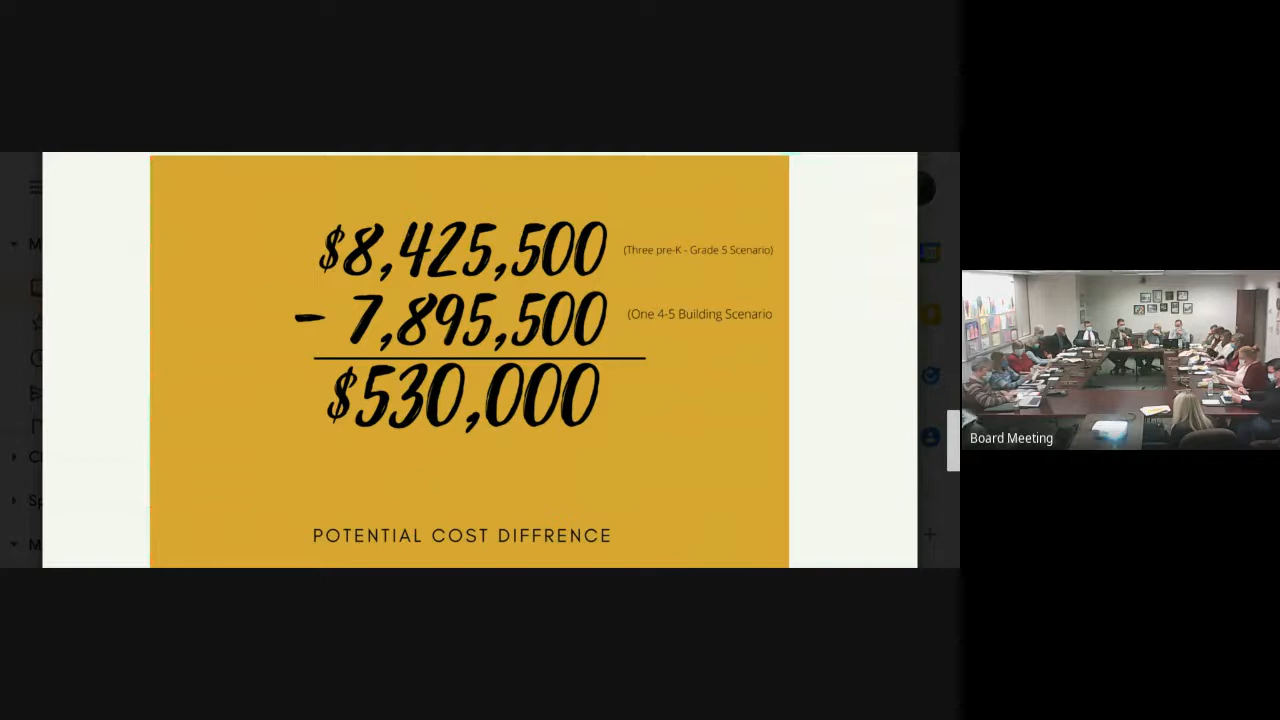 $8,425,500 (Three pre-K - Grade 5 Scenario)
- 7,895,500 (One 4-5 Building Scenario
$530,000
POTENTIAL COST DIFFRENCE
Board Meeting